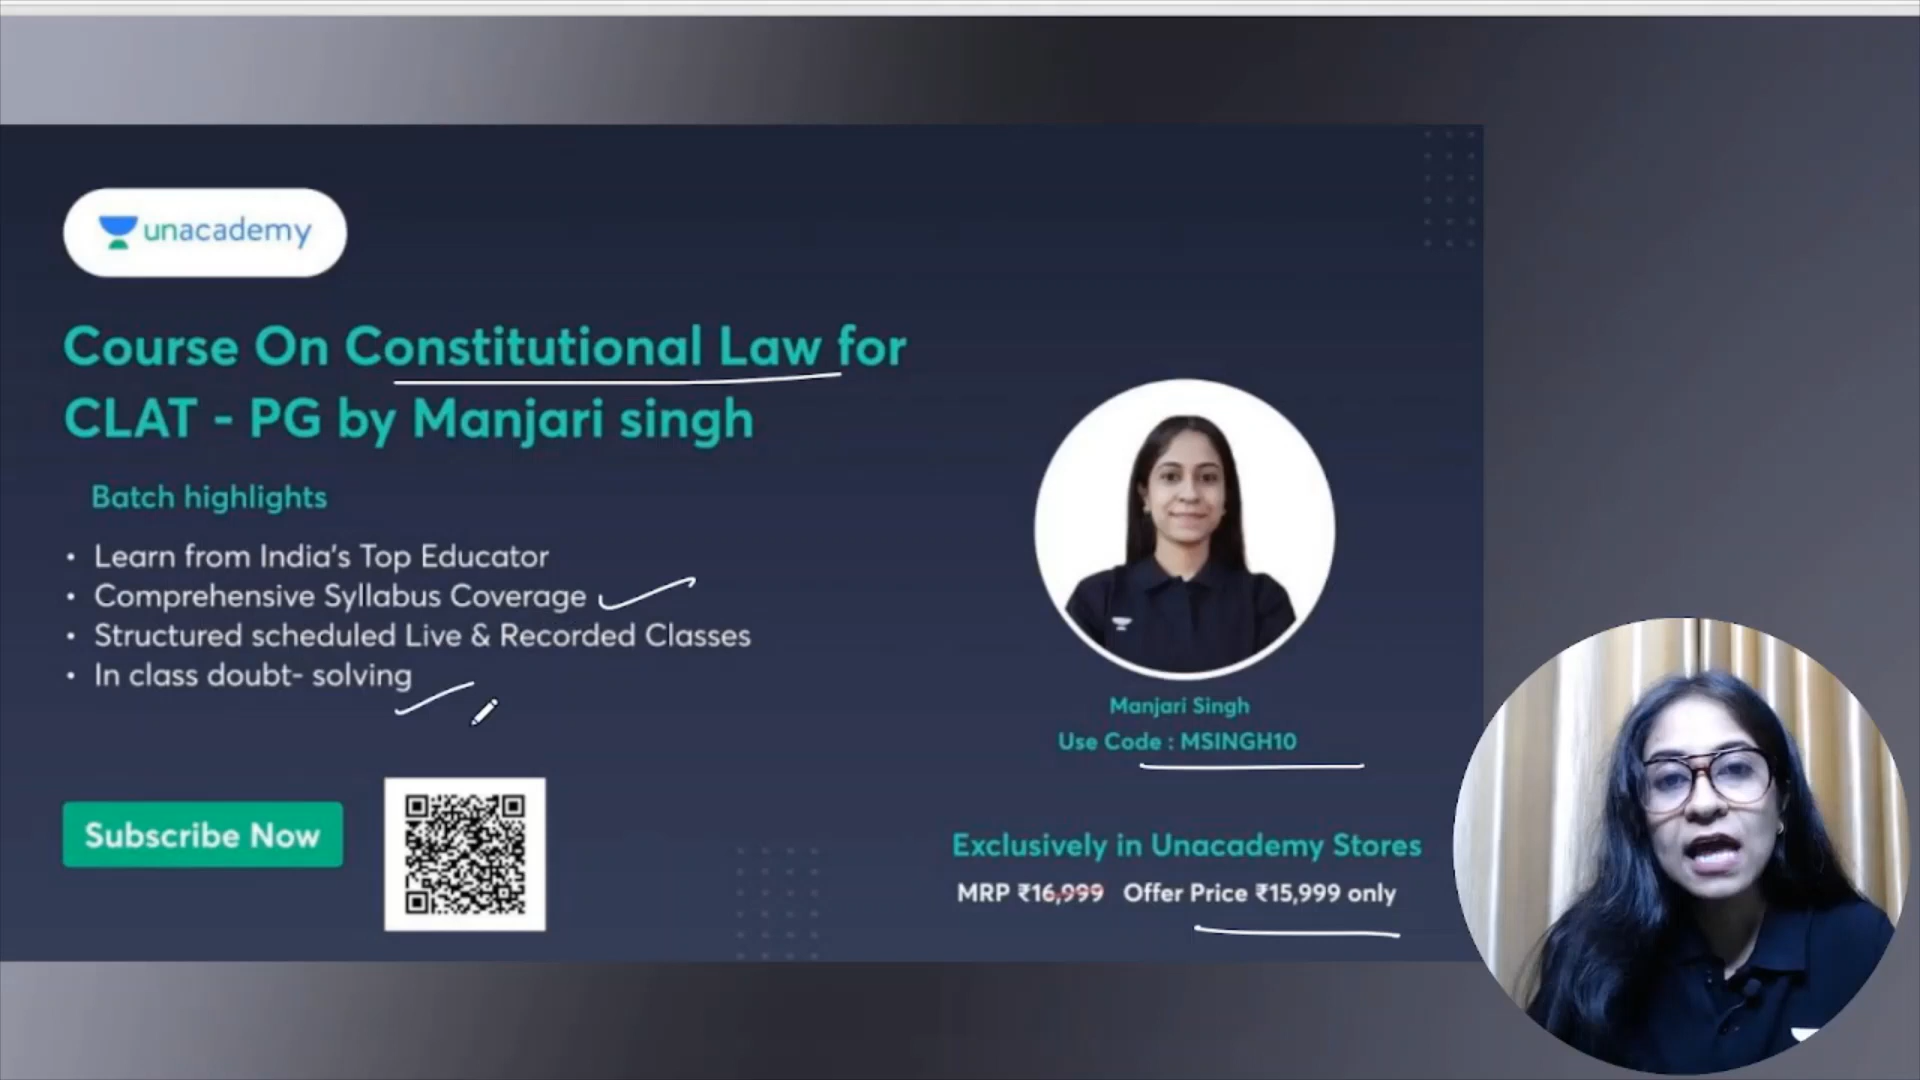 unacademy
Course On Constitutional Law for
CLAT - PG by Manjari singh
Batch highlights
• Learn from India's Top Educator
• Comprehensive Syllabus Coverage
• Structured scheduled Live & Recorded Classes
• In class doubt- solving
Subscribe Now
Manjari Singh
Use Code : MSINGH10
Exclusively in Unacademy Stores
MRP ₹16,999 Offer Price ₹15,999 only